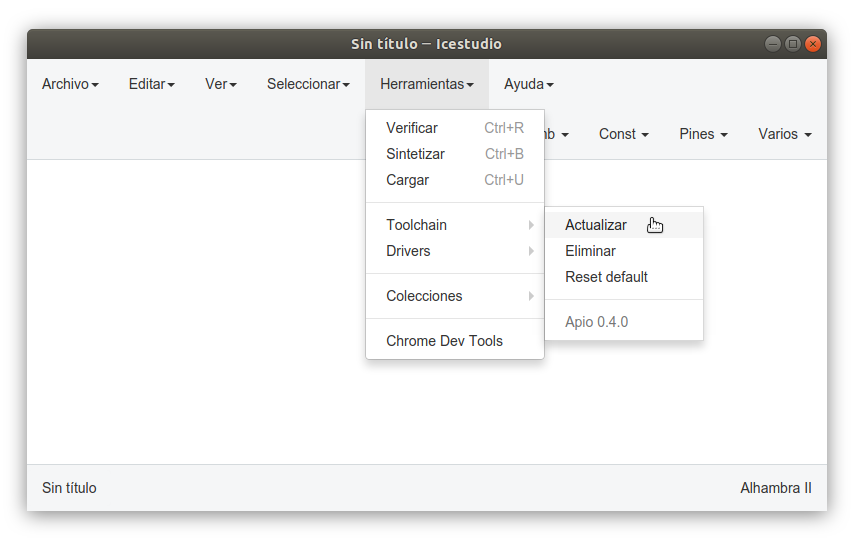 Sin título – Icestudio
Archivo Editar Ver Seleccionar Herramientas Ayuda
Const Pines Varios
Verificar Ctrl+R
Sintetizar Ctrl+B
Cargar Ctrl+U
Toolchain
Drivers
Colecciones
Chrome Dev Tools
Actualizar
Eliminar
Reset default
Apio 0.4.0
Sin título Alhambra II